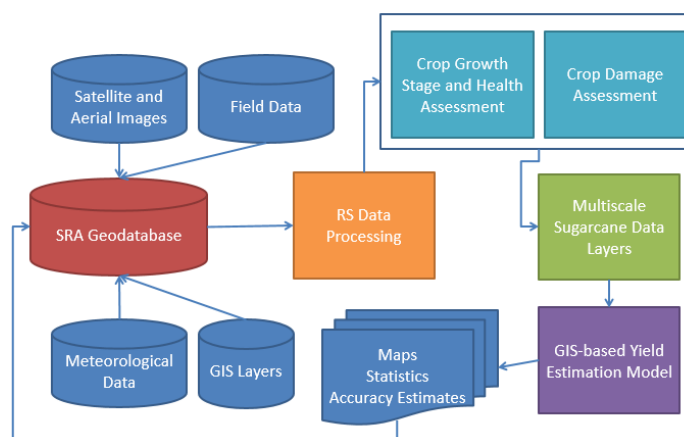 Satellite and
Aerial Images
Field Data
Crop Growth
Stage and Health
Assessment
Crop Damage
Assessment
SRA Geodatabase
RS Data
Processing
Multiscale
Sugarcane Data
Layers
Meteorological
Data
GIS Layers
Maps
Statistics
Accuracy Estimates
GIS-based Yield
Estimation Model